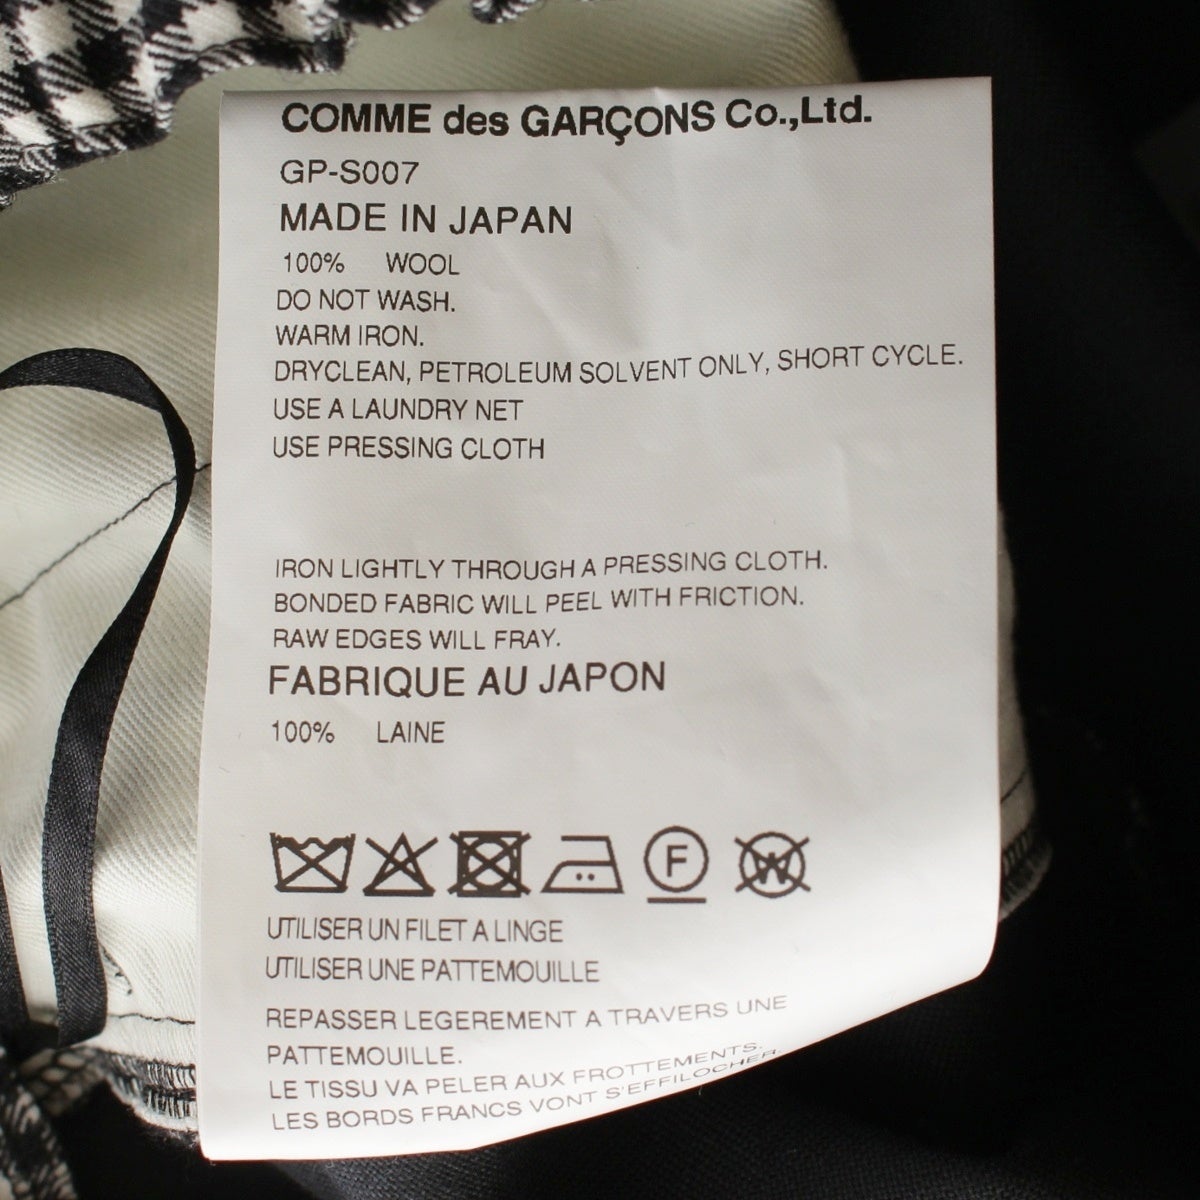 COMME des GARÇONS Co.,Ltd.
GP-S007
MADE IN JAPAN
100% WOOL
DO NOT WASH.
WARM IRON.
DRYCLEAN, PETROLEUM SOLVENT ONLY, SHORT CYCLE.
USE A LAUNDRY NET
USE PRESSING CLOTH
IRON LIGHTLY THROUGH A PRESSING CLOTH.
BONDED FABRIC WILL PEEL WITH FRICTION.
RAW EDGES WILL FRAY.
FABRIQUE AU JAPON
100% LAINE
F W
UTILISER UN FILET A LINGE
UTILISER UNE PATTEMOUILLE
REPASSER LEGEREMENT A TRAVERS UNE
PATTEMOUILLE.
LE TISSU VA PELER AUX FROTTEMENTS.
LES BORDS FRANCS VONT S'EFFILOCHER